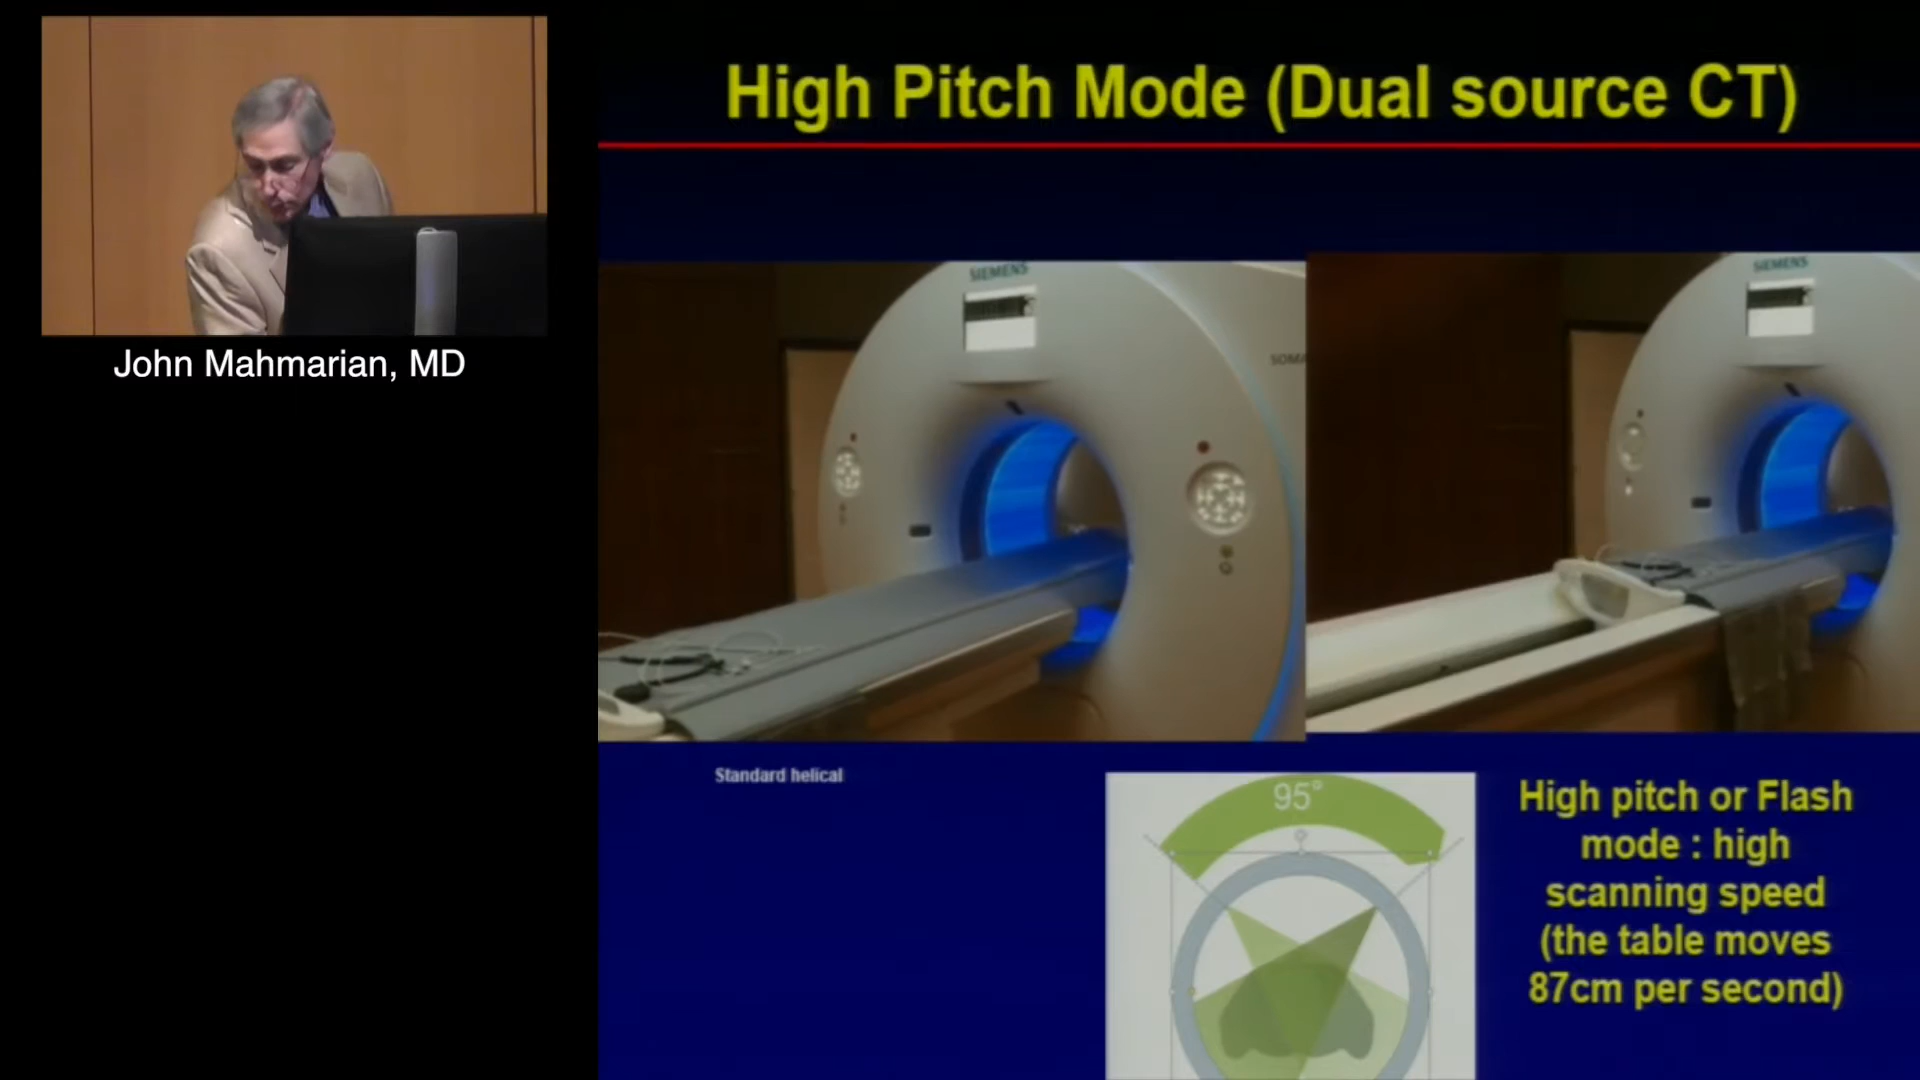 High Pitch Mode (Dual source CT)
John Mahmarian, MD
SIEMENS
SOMA
SIEMENS
Standard helical
95°
High pitch or Flash
mode : high
scanning speed
(the table moves
87cm per second)